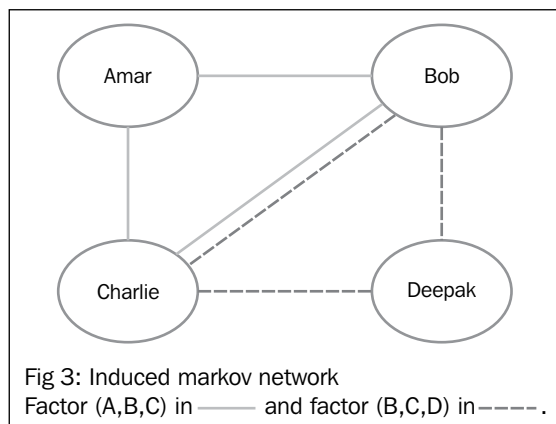 Amar
Bob
Charlie
Deepak
Fig 3: Induced markov network
Factor (A,B,C) in and factor (B,C,D) in .